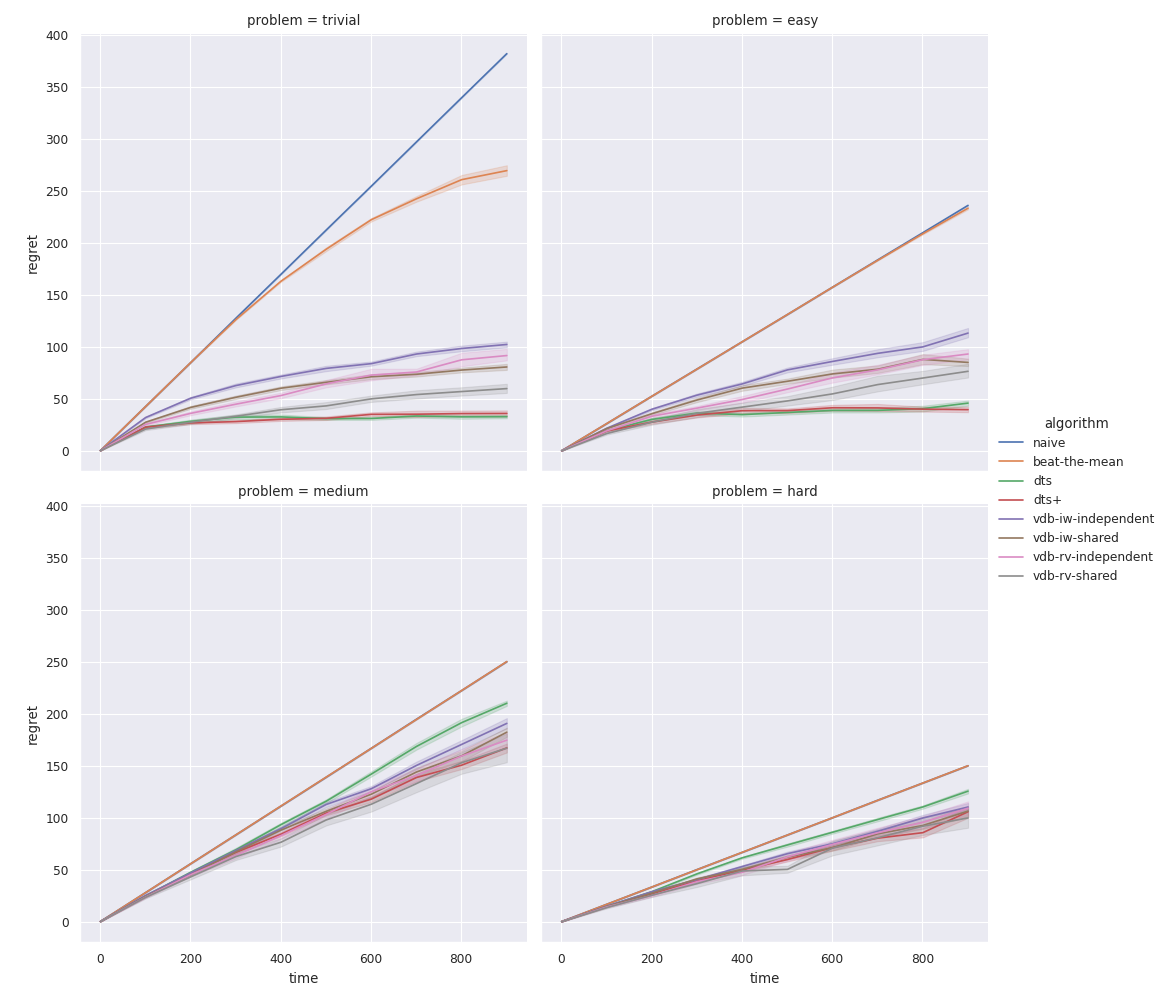 problem = trivial
problem = easy
400
350
300
250
200
150
100
50
0
regret
problem = medium
problem = hard
400
350
300
250
200
150
100
50
0
regret
0 200 400 600 800
time
0 200 400 600 800
time
algorithm
naive
beat-the-mean
dts
dts+
vdb-iw-independent
vdb-iw-shared
vdb-rv-independent
vdb-rv-shared